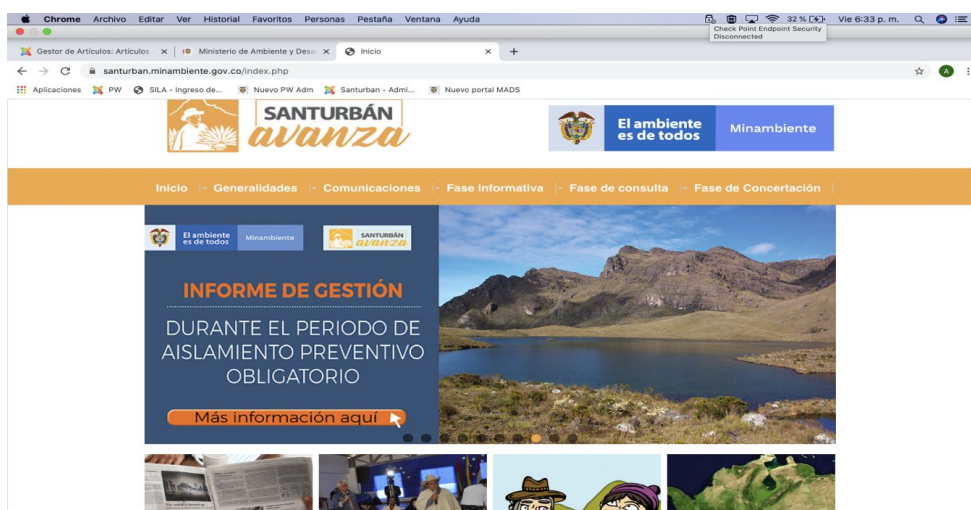 Chrome Archivo Editar Ver Historial Favoritos Personas Pestaña Ventana Ayuda 32 % Vie 6:33 p. m.
Check Point Endpoint Security
Disconnected
Gestor de Artículos: Artículos Ministerio de Ambiente y Desar Inicio
santurban.minambiente.gov.co/index.php A
Aplicaciones PW SILA - Ingreso de... Nuevo PW Adm Santurban - Admi... Nuevo portal MADS
SANTURBÁN
avanza
El ambiente
es de todos
Minambiente
Inicio Generalidades Comunicaciones Fase Informativa Fase de consulta Fase de Concertación
El ambiente
es de todos
Minambiente
SANTURBÁN
avanza
INFORME DE GESTIÓN
DURANTE EL PERIODO DE
AISLAMIENTO PREVENTIVO
OBLIGATORIO
Más información aquí